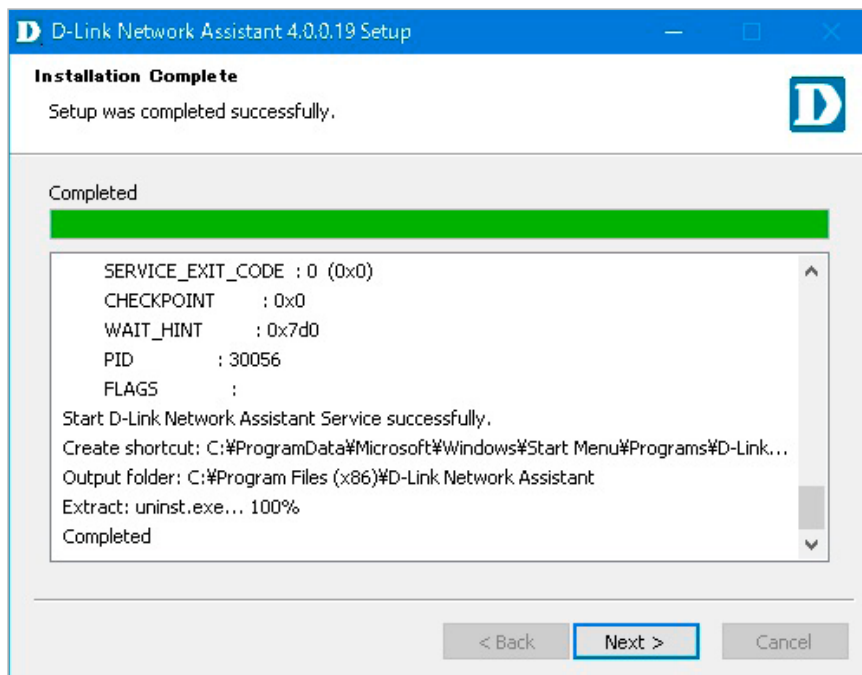 D D-Link Network Assistant 4.0.0.19 Setup
Installation Complete
Setup was completed successfully.
D
Completed
SERVICE_EXIT_CODE : 0 (0x0)
CHECKPOINT : 0x0
WAIT_HINT : 0x7d0
PID : 30056
FLAGS :
Start D-Link Network Assistant Service successfully.
Create shortcut: C:¥ProgramData¥Microsoft¥Windows¥Start Menu¥Programs¥D-Link...
Output folder: C:¥Program Files (x86)¥D-Link Network Assistant
Extract: uninst.exe... 100%
Completed
< Back Next > Cancel